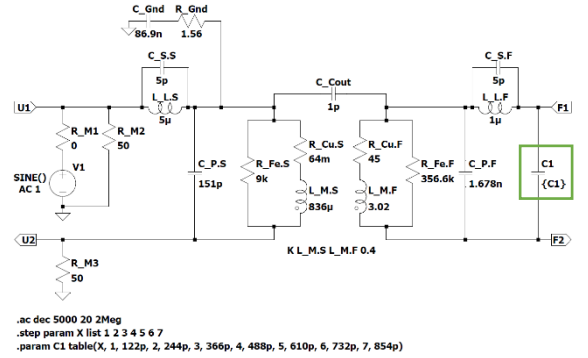 C_Gnd
R_Gnd
86.9n
1.56
C_S.S
5p
L_L.S
5µ
C_S.F
5p
L_L.F
1µ
C_Cout
1p
U1
F1
R_M1
0
R_M2
50
V1
SINE()
AC 1
C_P.S
151p
R_Fe.S
9k
R_Cu.S
64m
L_M.S
836µ
R_Cu.F
45
L_M.F
3.02
R_Fe.F
356.6k
C_P.F
1.678n
C1
{C1}
U2
F2
R_M3
50
K L_M.S L_M.F 0.4
.ac dec 5000 20 2Meg
.step param X list 1 2 3 4 5 6 7
.param C1 table(X, 1, 122p, 2, 244p, 3, 366p, 4, 488p, 5, 610p, 6, 732p, 7, 854p)